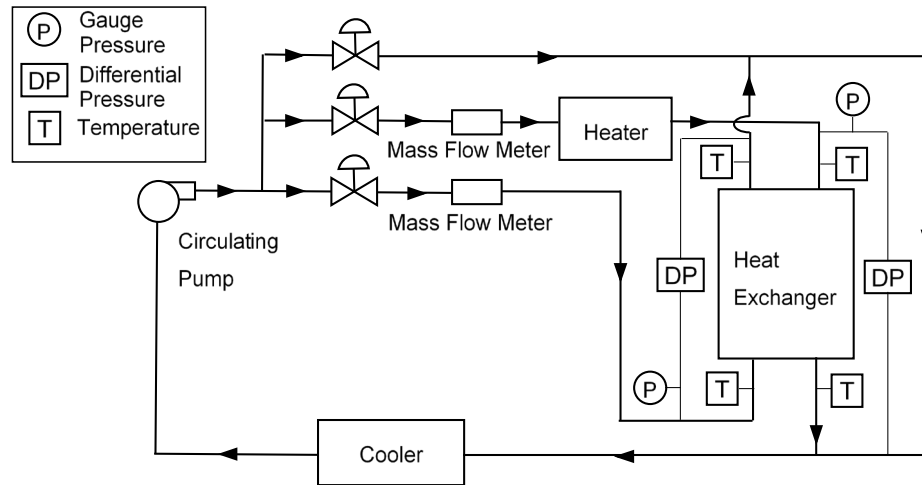 P
Gauge
Pressure
DP
Differential
Pressure
T
Temperature
Mass Flow Meter
Heater
P
T
T
Mass Flow Meter
Circulating
Pump
DP
Heat
Exchanger
DP
P
T
T
Cooler